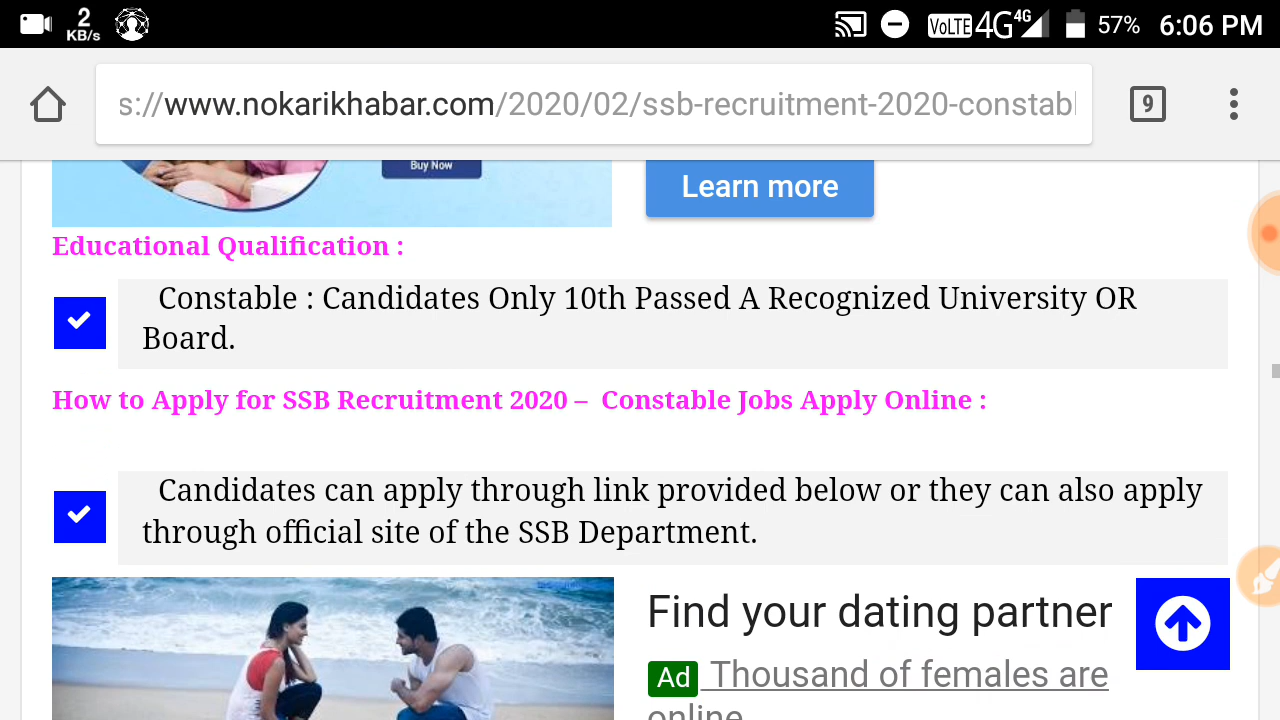 2
KB/s
VoLTE 4G 4G 57% 6:06 PM
s://www.nokarikhabar.com/2020/02/ssb-recruitment-2020-constabl
9
Buy Now
Learn more
Educational Qualification :
Constable : Candidates Only 10th Passed A Recognized University OR
Board.
How to Apply for SSB Recruitment 2020 – Constable Jobs Apply Online :
Candidates can apply through link provided below or they can also apply
through official site of the SSB Department.
Find your dating partner
Ad Thousand of females are
online